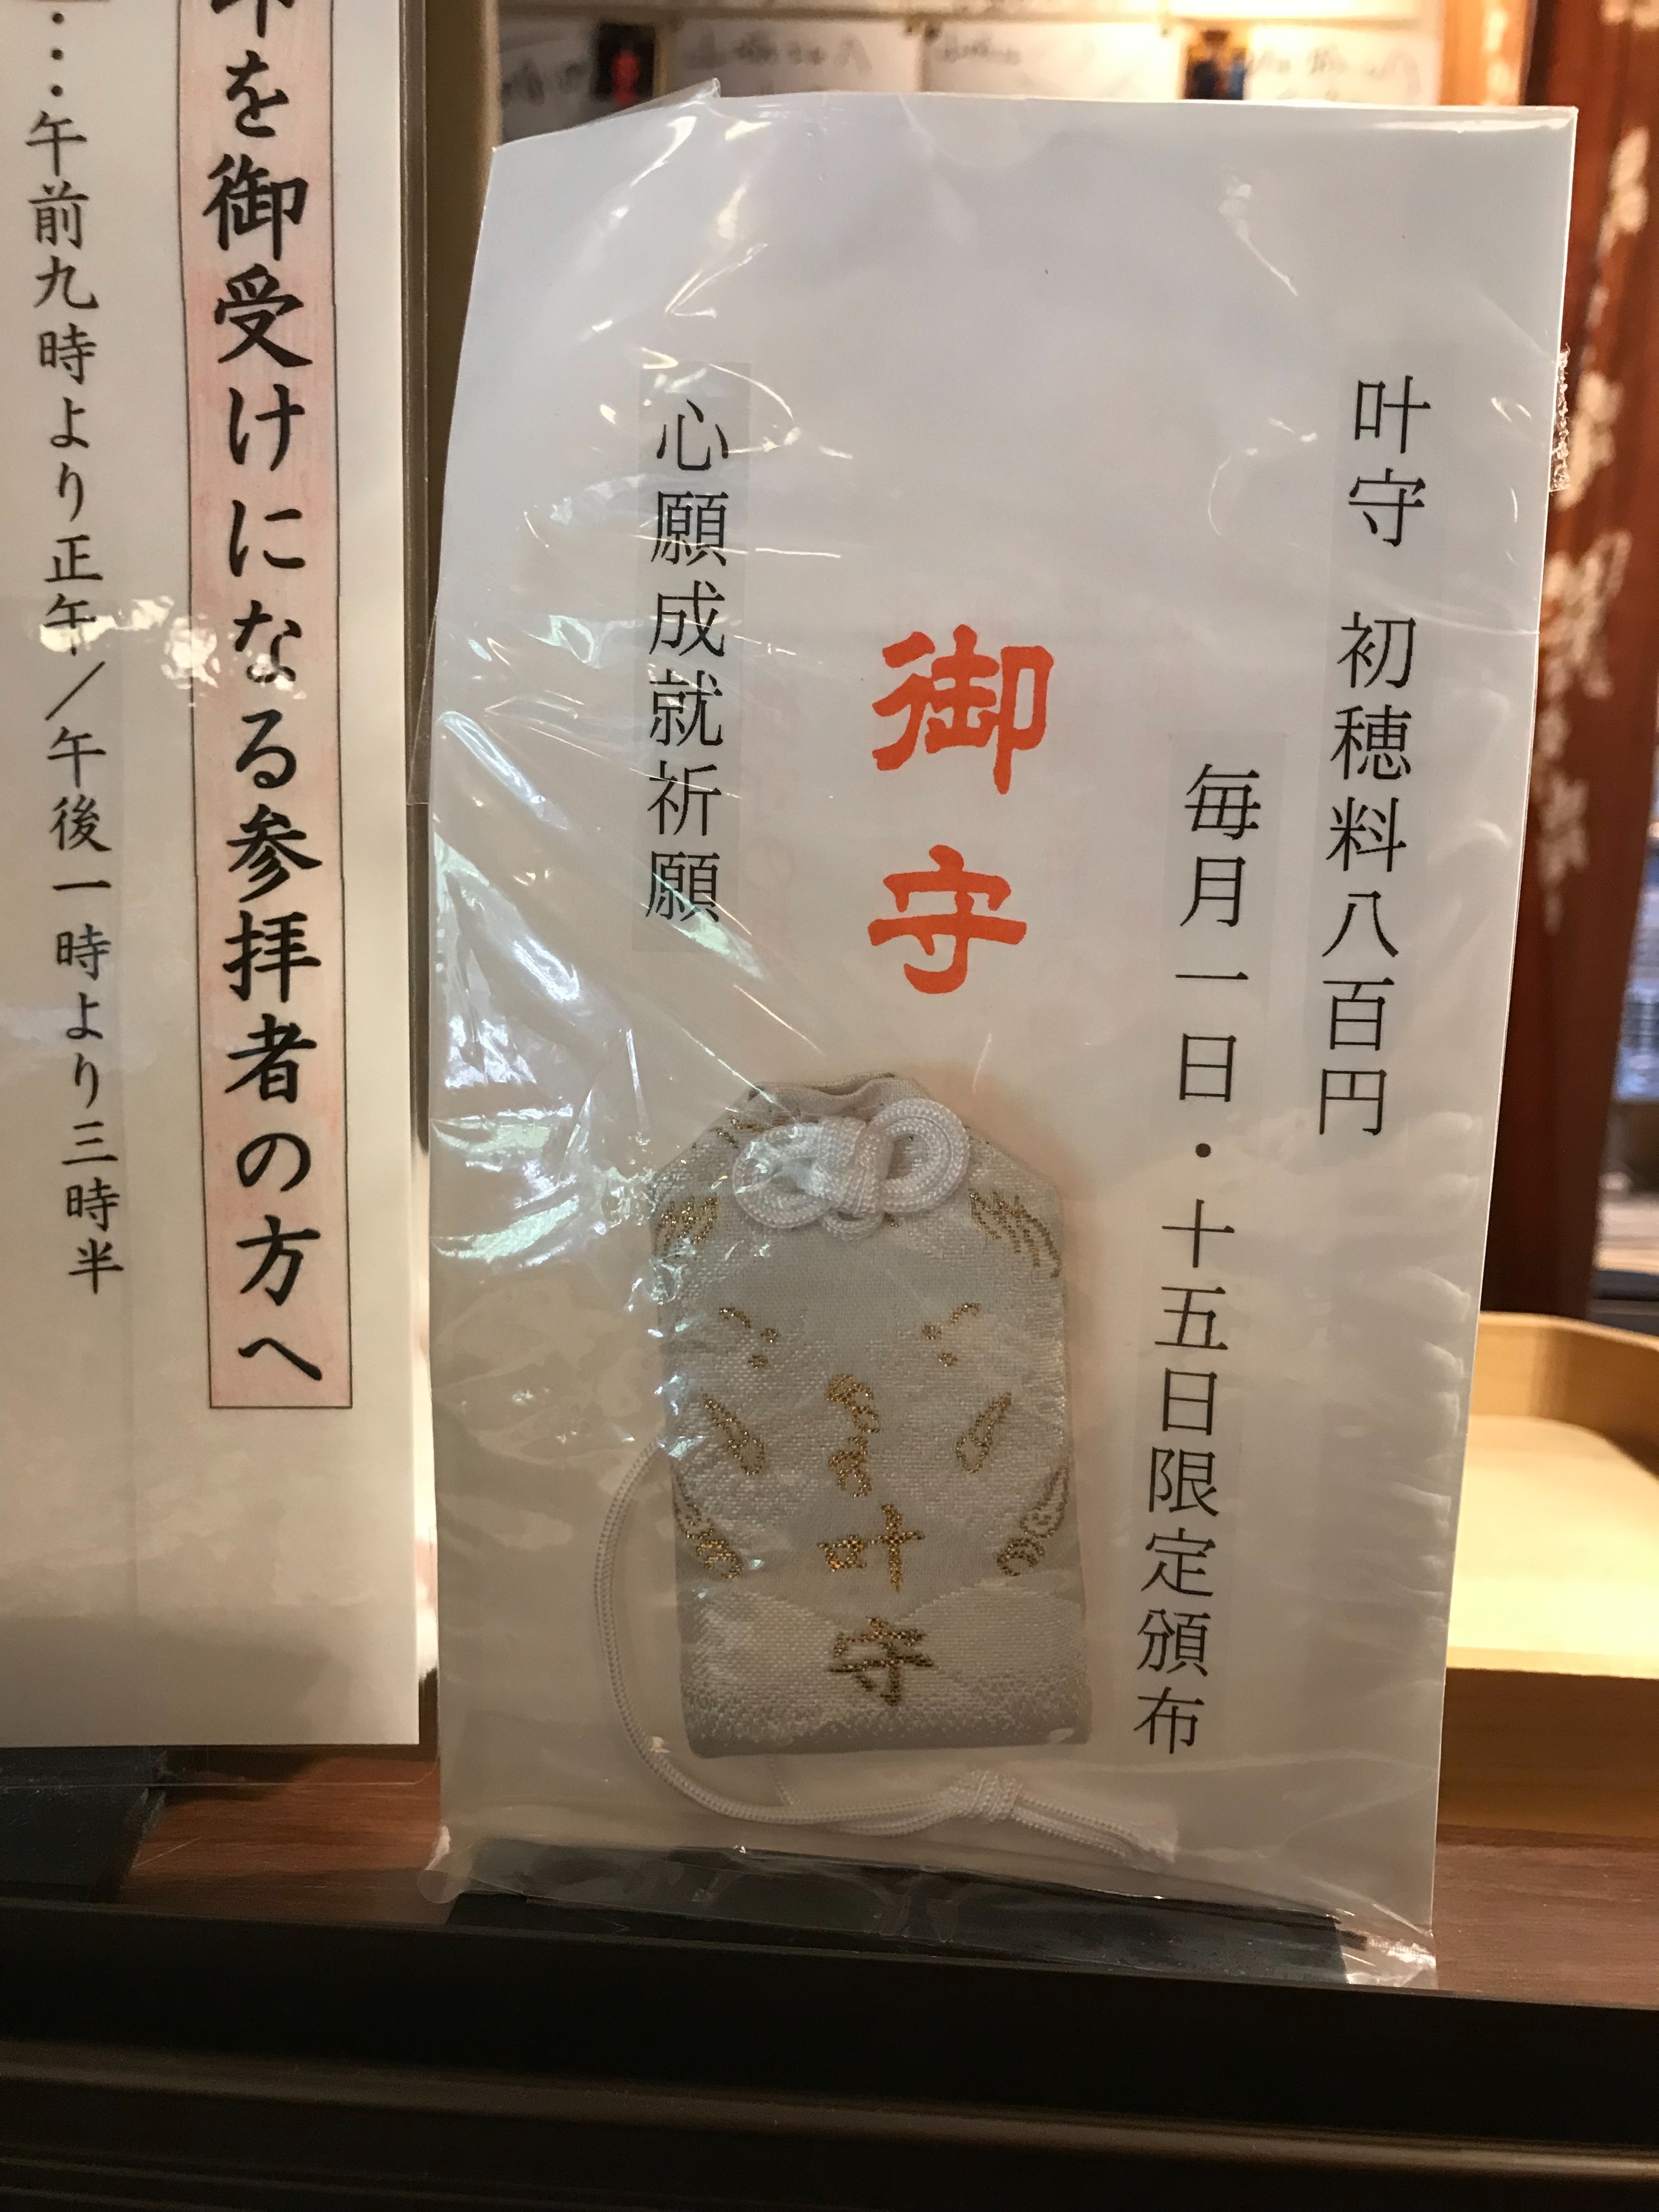 叶守　初穂料八百円
毎月一日・十五日限定頒布
御守
心願成就祈願
叶守
を御受けになる参拝者の方へ
午前九時より正午／午後一時より三時半